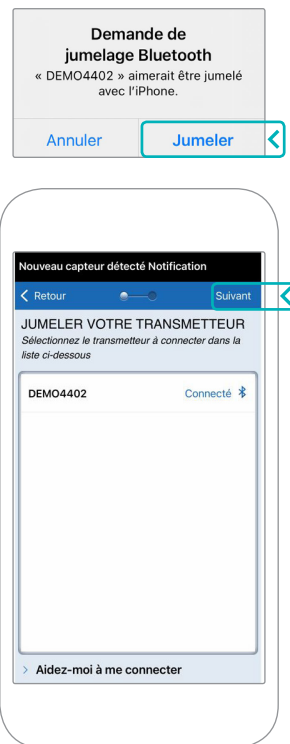 Demande de
jumelage Bluetooth
« DEMO4402 » aimerait être jumelé
avec l'iPhone.
Annuler Jumeler
Nouveau capteur détecté Notification
Retour Suivant
JUMELER VOTRE TRANSMETTEUR
Sélectionnez le transmetteur à connecter dans la
liste ci-dessous
DEMO4402 Connecté
Aidez-moi à me connecter